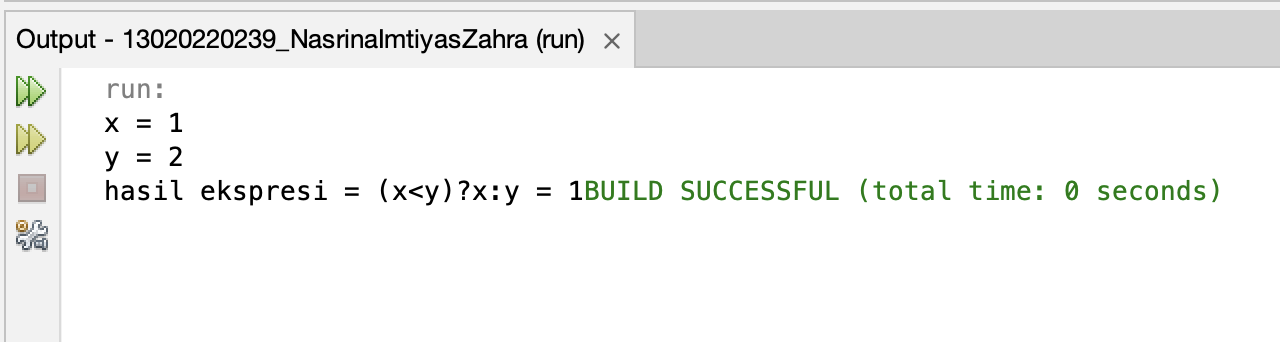 Output - 13020220239_NasrinaImtiyasZahra (run) ×
run:
x = 1
y = 2
hasil ekspresi = (x<y)?x:y = 1BUILD SUCCESSFUL (total time: 0 seconds)